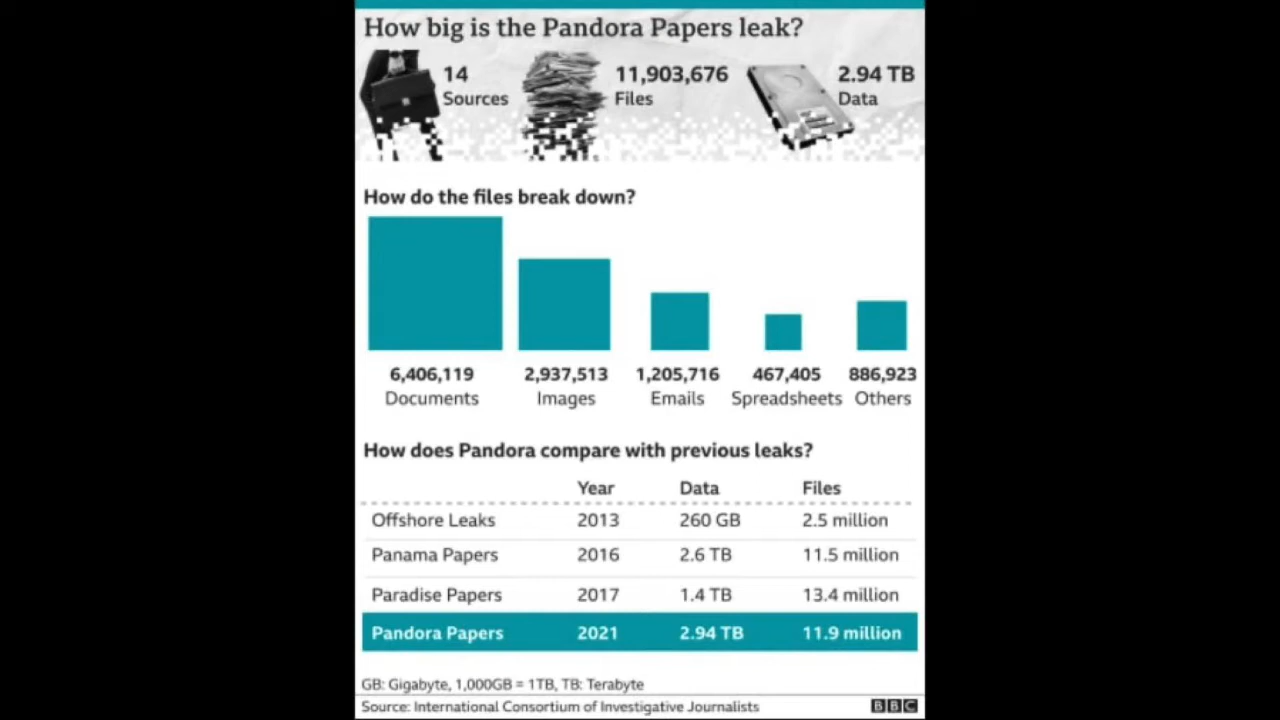 How big is the Pandora Papers leak?
14
Sources
11,903,676
Files
2.94 TB
Data
How do the files break down?
6,406,119 2,937,513 1,205,716 467,405 886,923
Documents Images Emails Spreadsheets Others
How does Pandora compare with previous leaks?
Year Data Files
Offshore Leaks 2013 260 GB 2.5 million
Panama Papers 2016 2.6 TB 11.5 million
Paradise Papers 2017 1.4 TB 13.4 million
Pandora Papers 2021 2.94 TB 11.9 million
GB: Gigabyte, 1,000GB = 1TB, TB: Terabyte
Source: International Consortium of Investigative Journalists BBC